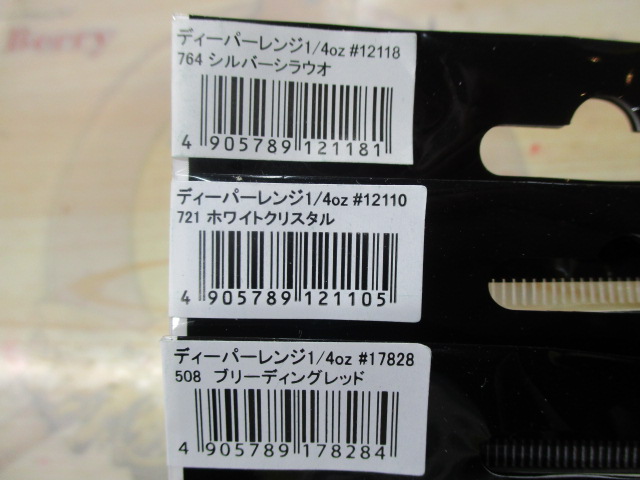 Berry
ディーパーレンジ1/4oz #12118
764 シルバーシラウオ
4 905789 121181
ディーパーレンジ1/4oz #12110
721 ホワイトクリスタル
4 905789 121105
ディーパーレンジ1/4oz #17828
508 ブリーディングレッド
4 905789 178284